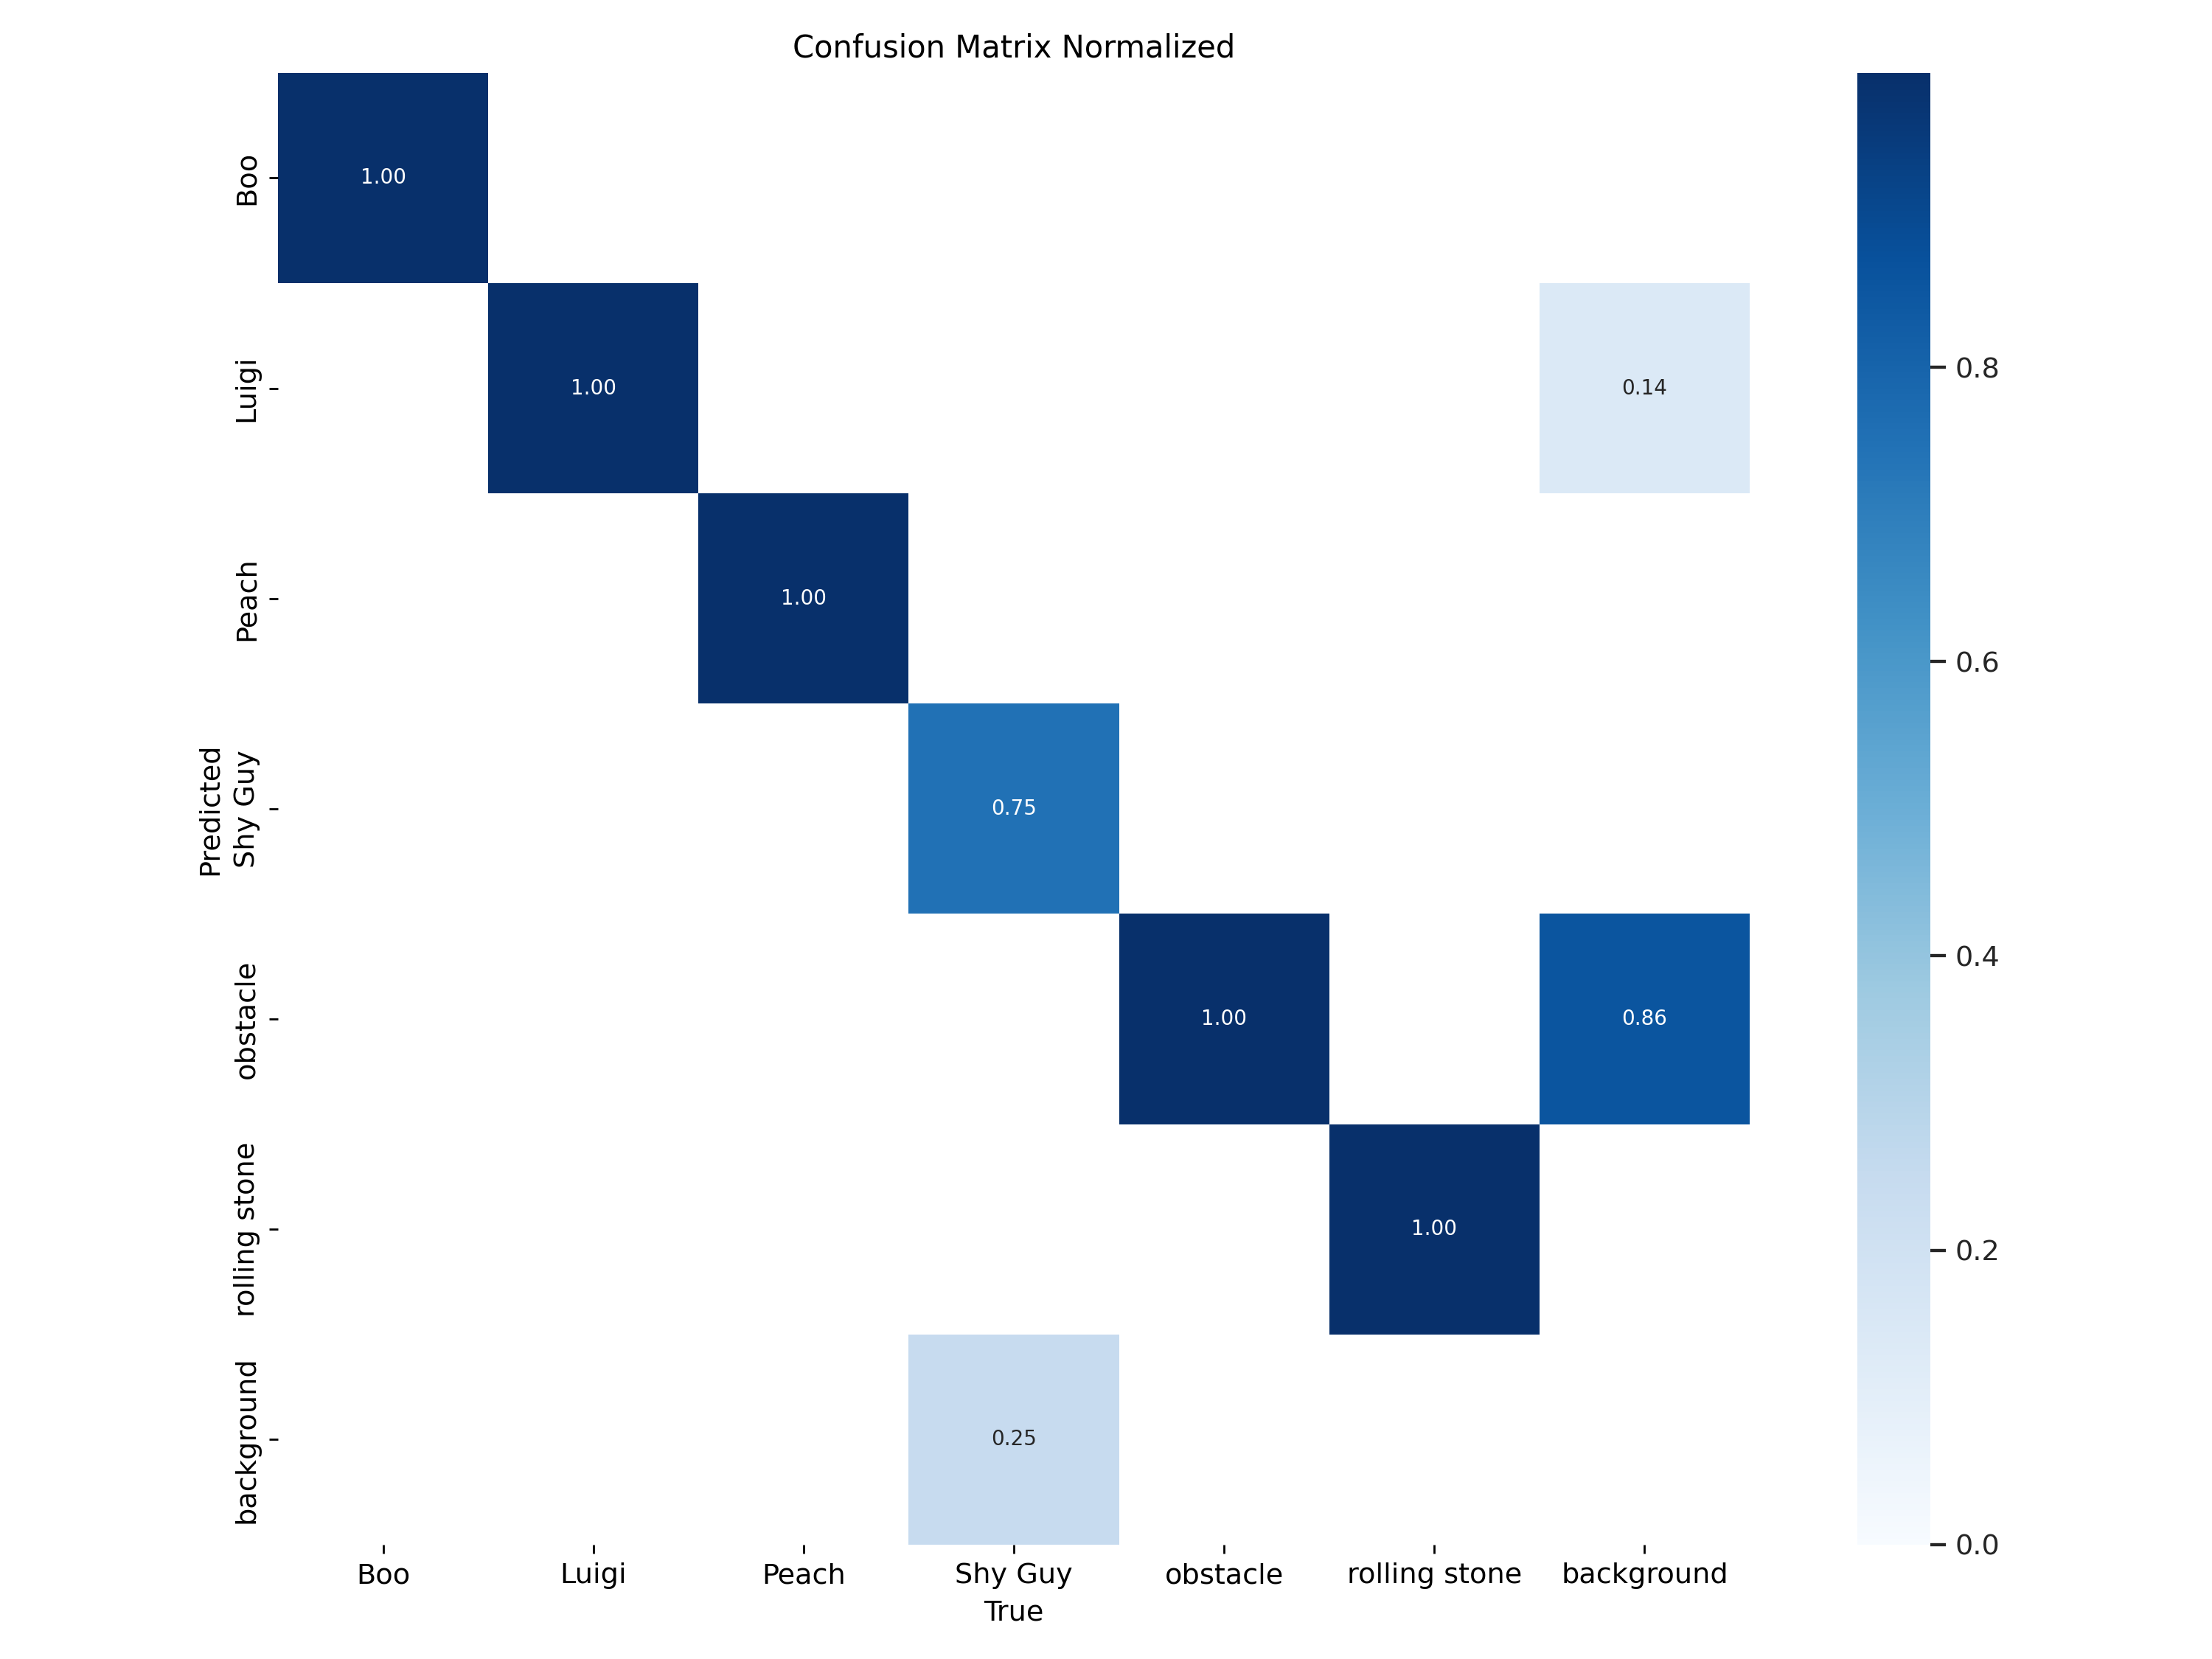 Confusion Matrix Normalized
Boo
1.00
Luigi
1.00
0.14
0.8
Peach
1.00
0.6
Predicted
Shy Guy
0.75
obstacle
1.00
0.86
0.4
rolling stone
1.00
0.2
background
0.25
0.0
Boo
Luigi
Peach
Shy Guy
obstacle
rolling stone
background
True